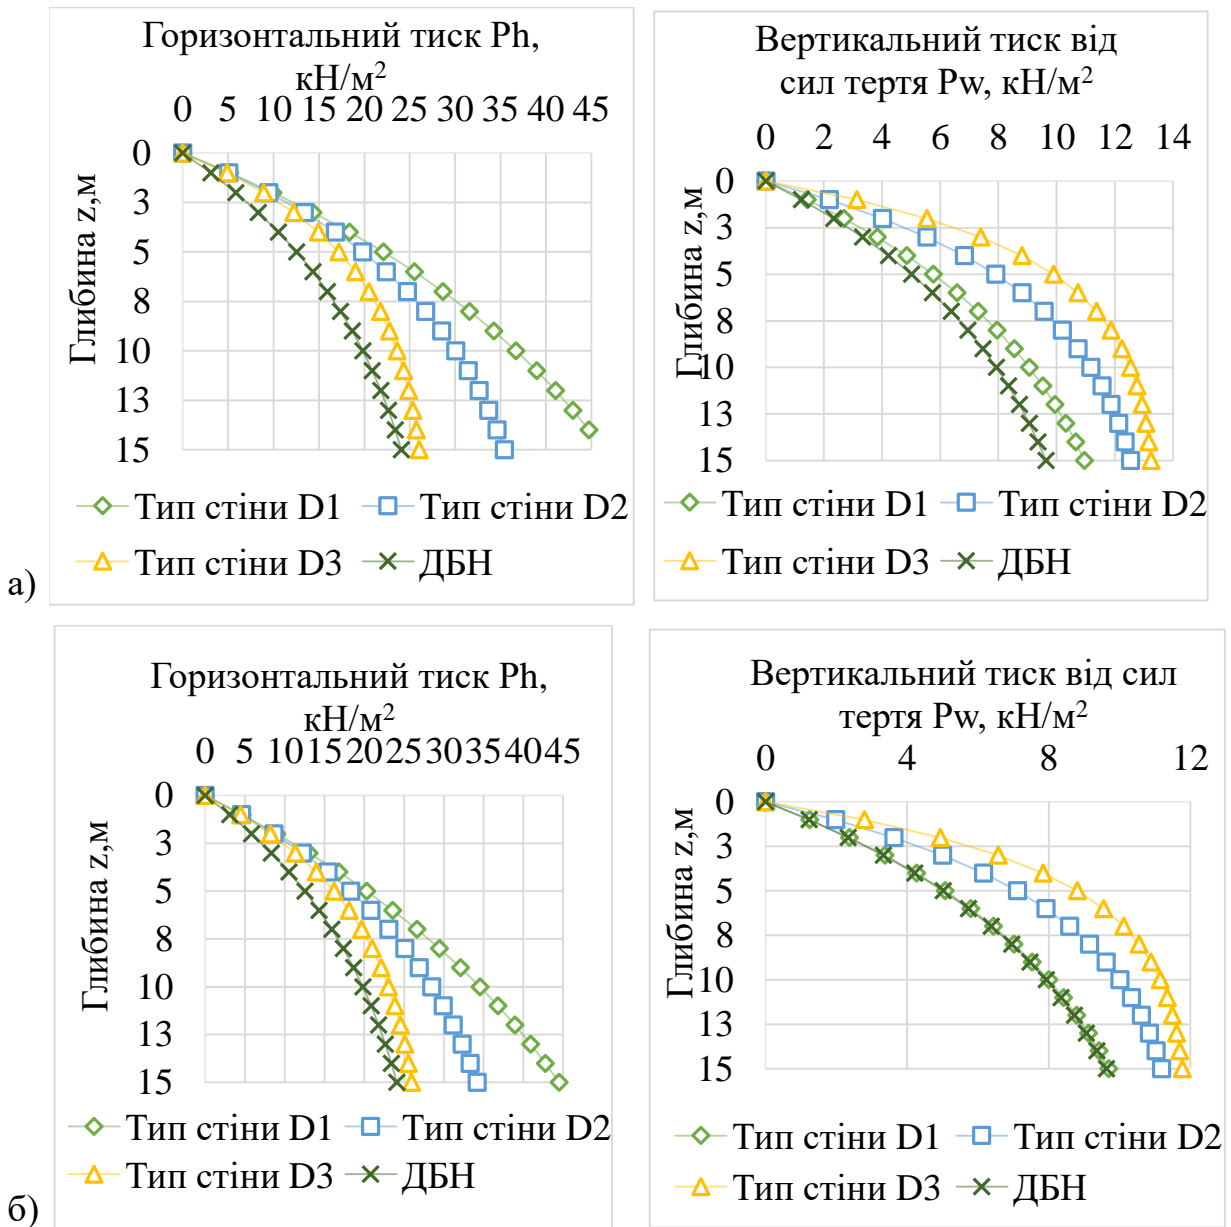 Горизонтальний тиск Ph,
кН/м²
0 5 10 15 20 25 30 35 40 45
0
3
5
8
10
13
15
Глибина z,м
Тип стіни D1 Тип стіни D2
Тип стіни D3 ДБН
Вертикальний тиск від
сил тертя Pw, кН/м²
0 2 4 6 8 10 12 14
0
3
5
8
10
13
15
Глибина z,м
Тип стіни D1 Тип стіни D2
Тип стіни D3 ДБН
а)
Горизонтальний тиск Ph,
кН/м²
0 5 10 15 20 25 30 35 40 45
0
3
5
8
10
13
15
Глибина z,м
Тип стіни D1 Тип стіни D2
Тип стіни D3 ДБН
Вертикальний тиск від сил
тертя Pw, кН/м²
0 4 8 12
0
3
5
8
10
13
15
Глибина z,м
Тип стіни D1 Тип стіни D2
Тип стіни D3 ДБН
б)